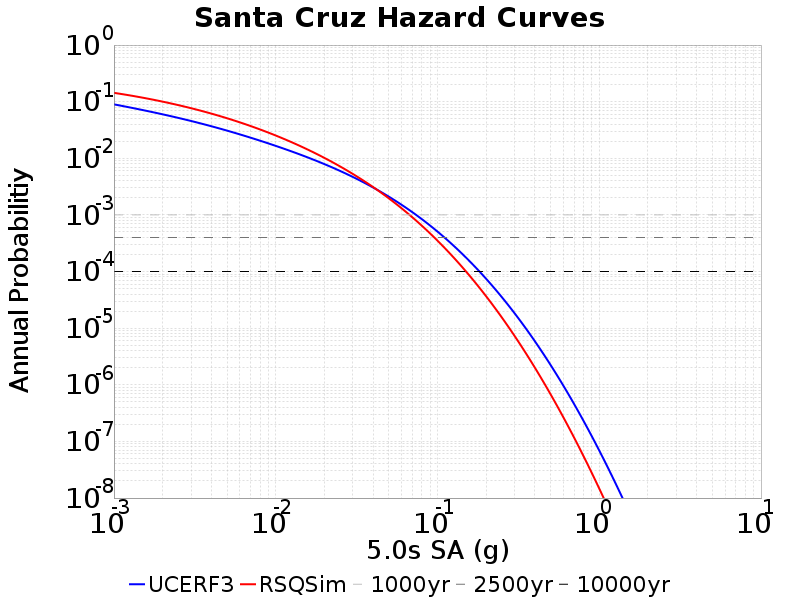 Santa Cruz Hazard Curves
Annual Probabilitiy
10^0
10^-1
10^-2
10^-3
10^-4
10^-5
10^-6
10^-7
10^-8
10^-3 10^-2 10^-1 10^0 10^1
5.0s SA (g)
UCERF3 RSQSim 1000yr 2500yr 10000yr